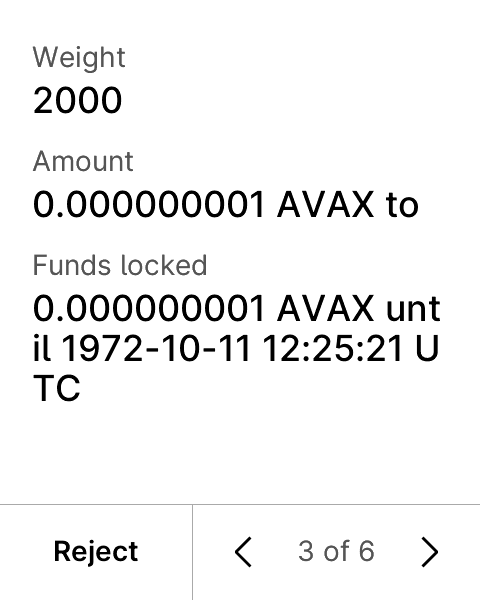 Weight
2000
Amount
0.000000001 AVAX to
Funds locked
0.000000001 AVAX unt
il 1972-10-11 12:25:21 U
TC
Reject
3 of 6